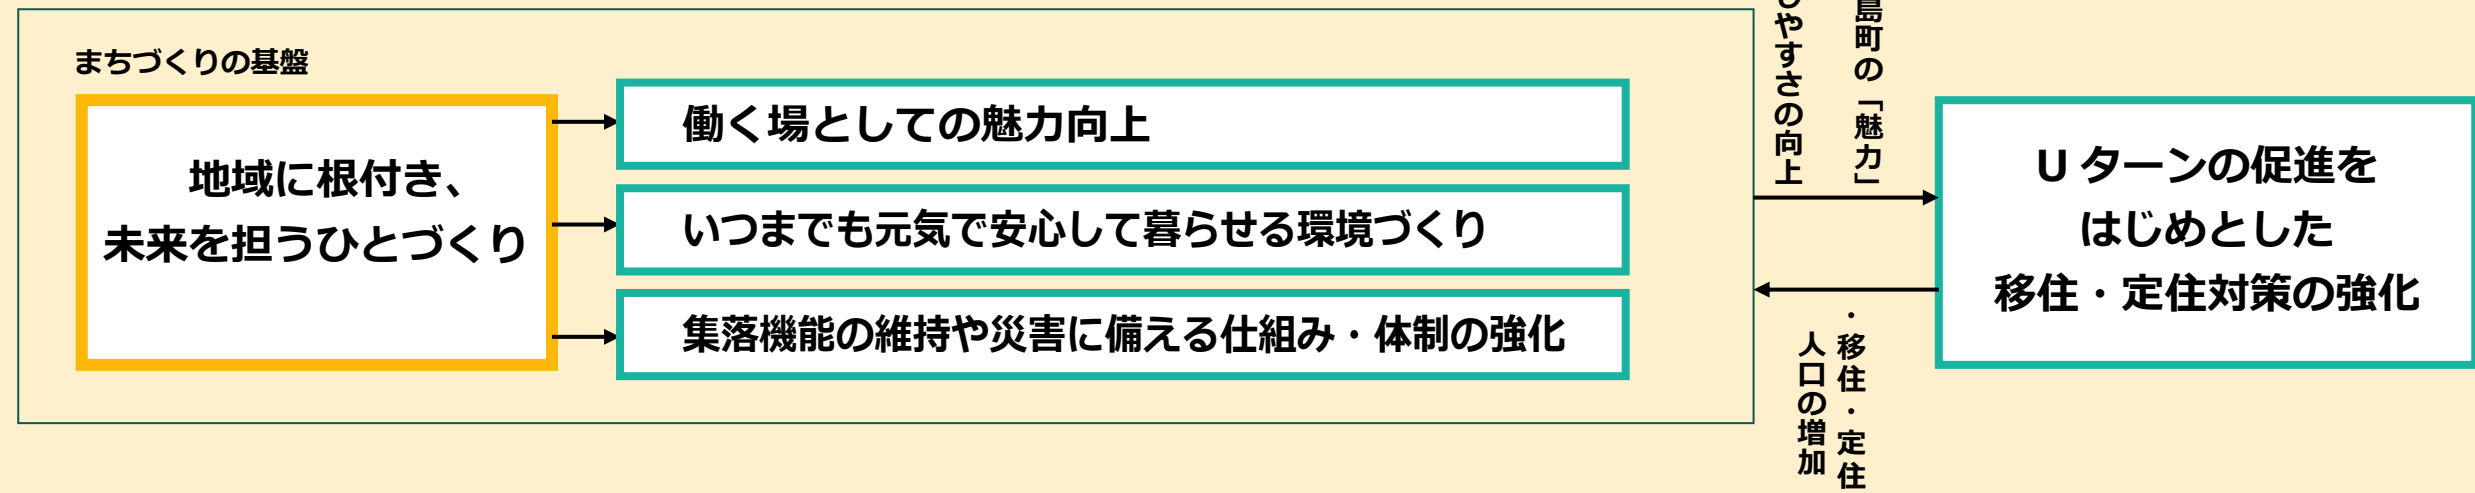 まちづくりの基盤
地域に根付き、
未来を担うひとづくり
働く場としての魅力向上
いつまでも元気で安心して暮らせる環境づくり
集落機能の維持や災害に備える仕組み・体制の強化
島町の「魅力」
しやすさの向上
Uターンの促進を
はじめとした
移住・定住対策の強化
・移住・定住
人口の増加